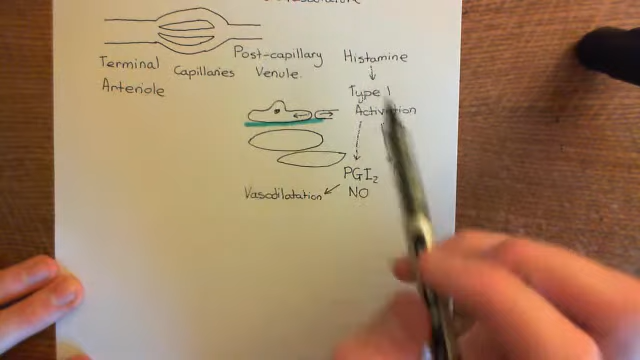 Terminal
Arteriole
Capillaries
Post-capillary
Venule.
Histamine
Type 1
Activation
PGI2
NO
Vasodilatation